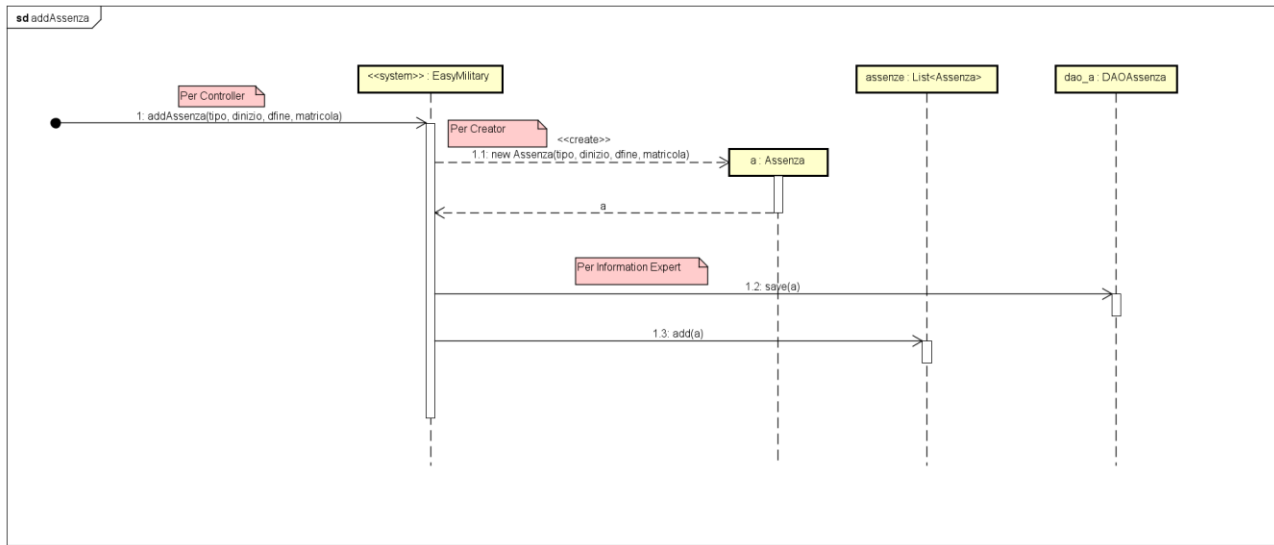 sd addAssenza
<<system>> : EasyMilitary
assenze : List<Assenza>
dao_a : DAOAssenza
Per Controller
1: addAssenza(tipo, dinizio, dfine, matricola)
Per Creator
<<create>>
1.1: new Assenza(tipo, dinizio, dfine, matricola)
a : Assenza
a
Per Information Expert
1.2: save(a)
1.3: add(a)